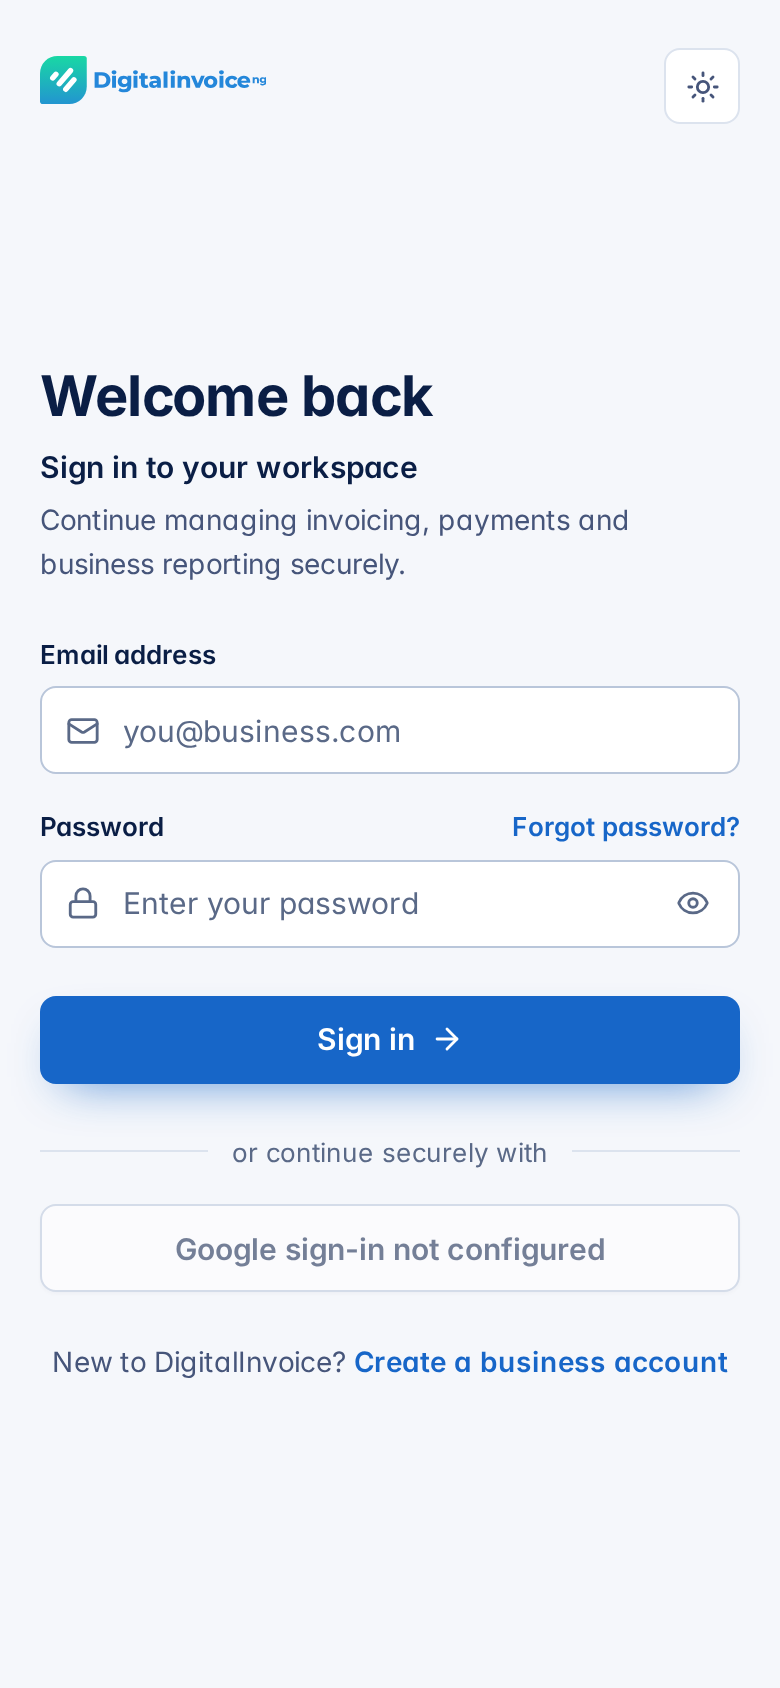 Digitalinvoice ng
Welcome back
Sign in to your workspace
Continue managing invoicing, payments and
business reporting securely.
Email address
you@business.com
Password Forgot password?
Enter your password
Sign in →
or continue securely with
Google sign-in not configured
New to DigitalInvoice? Create a business account